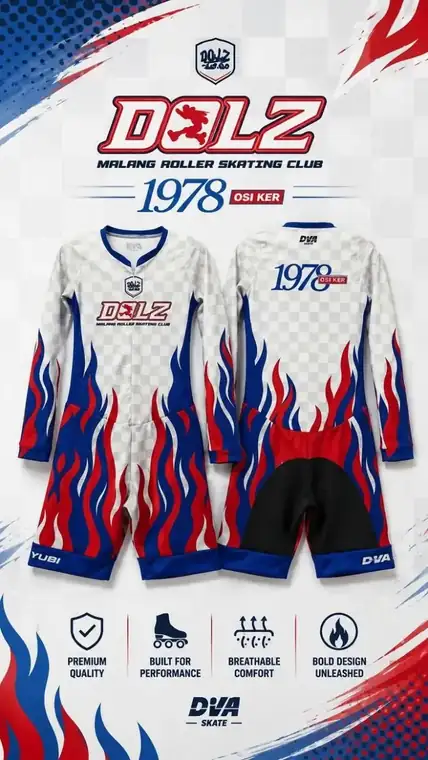 DOLZ
DOLZ
MALANG ROLLER SKATING CLUB
1978 OSI KER
DVA
1978 OSI KER
DOLZ
MALANG ROLLER SKATING CLUB
YUBI
DVA
PREMIUM
QUALITY
BUILT FOR
PERFORMANCE
BREATHABLE
COMFORT
BOLD DESIGN
UNLEASHED
DVA
SKATE